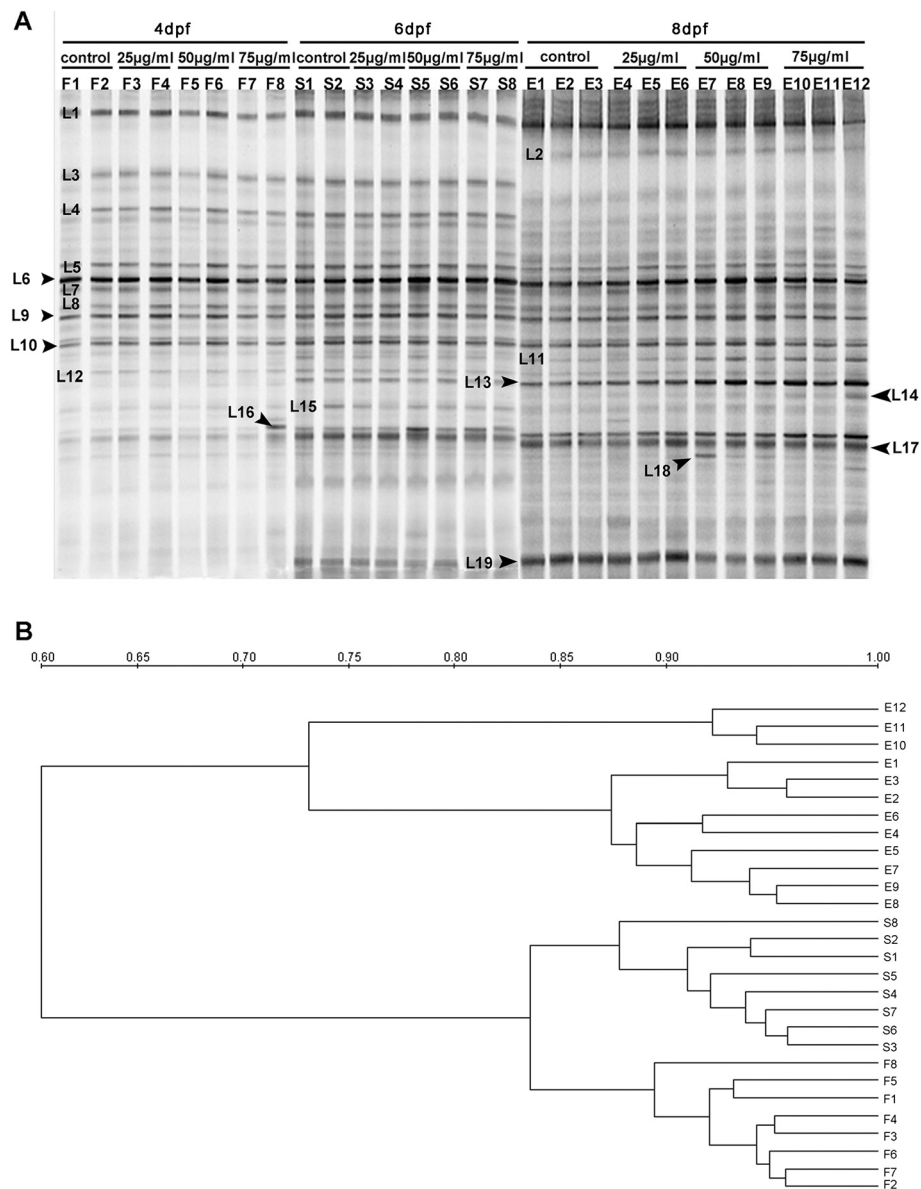 A
4dpf 6dpf 8dpf
control 25µg/ml 50µg/ml 75µg/ml control 25µg/ml 50µg/ml 75µg/ml control 25µg/ml 50µg/ml 75µg/ml
F1 F2 F3 F4 F5 F6 F7 F8 S1 S2 S3 S4 S5 S6 S7 S8 E1 E2 E3 E4 E5 E6 E7 E8 E9 E10 E11 E12
L1
L2
L3
L4
L5
L6
L7
L8
L9
L10
L11
L12
L13
L14
L15
L16
L17
L18
L19
B
0.60 0.65 0.70 0.75 0.80 0.85 0.90 1.00
E12
E11
E10
E1
E3
E2
E6
E4
E5
E7
E9
E8
S8
S2
S1
S5
S4
S7
S6
S3
F8
F5
F1
F4
F3
F6
F7
F2